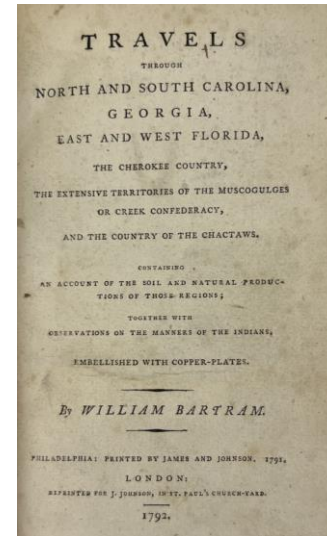 TRAVELS
THROUGH
NORTH AND SOUTH CAROLINA,
GEORGIA,
EAST AND WEST FLORIDA,
THE CHEROKEE COUNTRY,
THE EXTENSIVE TERRITORIES OF THE MUSCOGULGES
OR CREEK CONFEDERACY,
AND THE COUNTRY OF THE CHACTAWS.
CONTAINING
AN ACCOUNT OF THE SOIL AND NATURAL PRODUC-
TIONS OF THOSE REGIONS;
TOGETHER WITH
OBSERVATIONS ON THE MANNERS OF THE INDIANS,
EMBELLISHED WITH COPPER-PLATES.
By WILLIAM BARTRAM.
PHILADELPHIA: PRINTED BY JAMES AND JOHNSON. 1791.
LONDON:
REPRINTED FOR J. JOHNSON, IN ST. PAUL'S CHURCH-YARD.
1792.